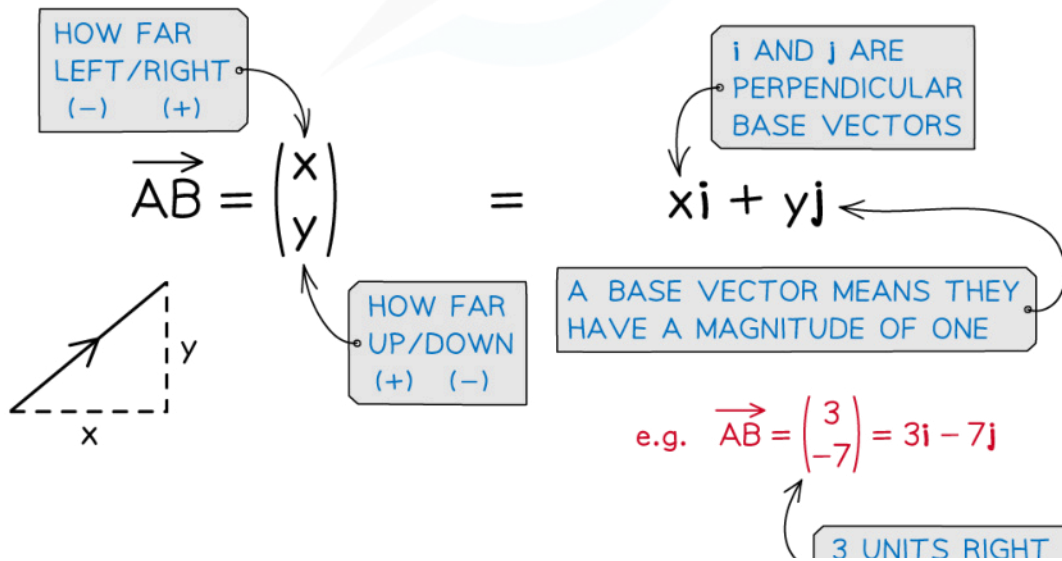 HOW FAR
LEFT/RIGHT
(-) (+)
i AND j ARE
PERPENDICULAR
BASE VECTORS
AB = (x y) = xi + yj
HOW FAR
UP/DOWN
(+) (-)
A BASE VECTOR MEANS THEY
HAVE A MAGNITUDE OF ONE
y
x
e.g. AB = (3 -7) = 3i - 7j
3 UNITS RIGHT